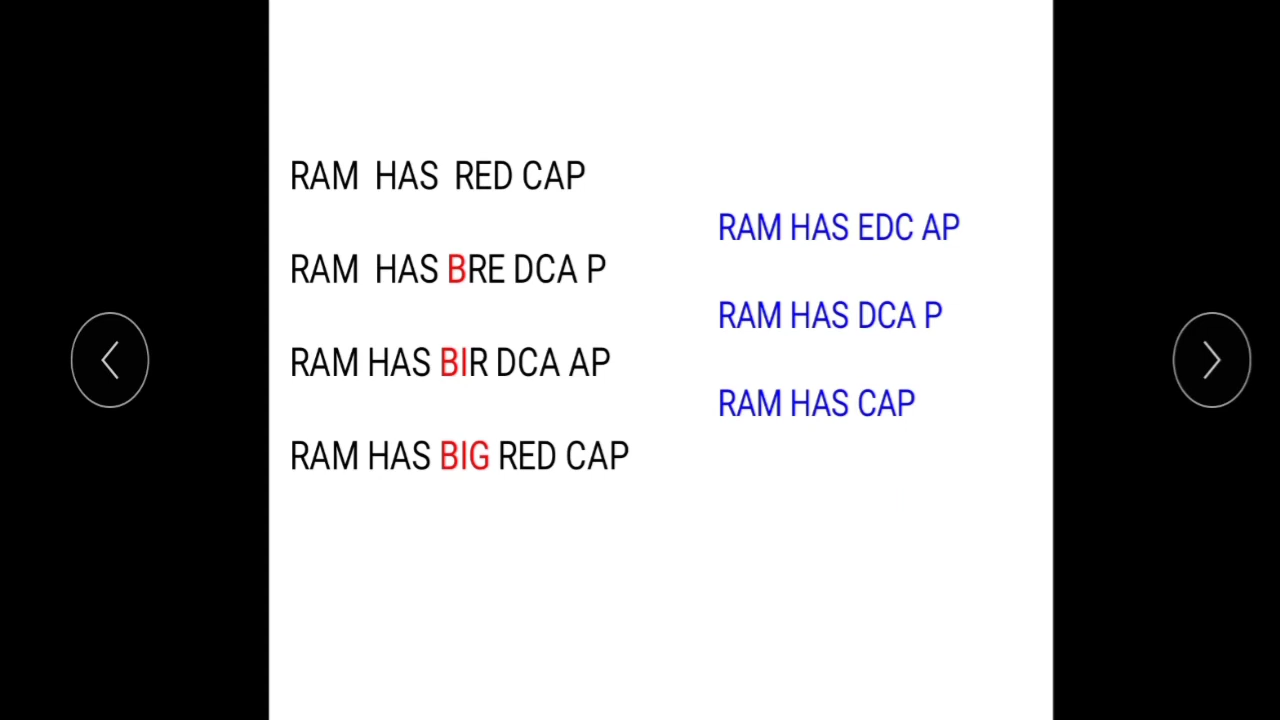 RAM HAS RED CAP
RAM HAS BRE DCA P
RAM HAS BIR DCA AP
RAM HAS BIG RED CAP
RAM HAS EDC AP
RAM HAS DCA P
RAM HAS CAP